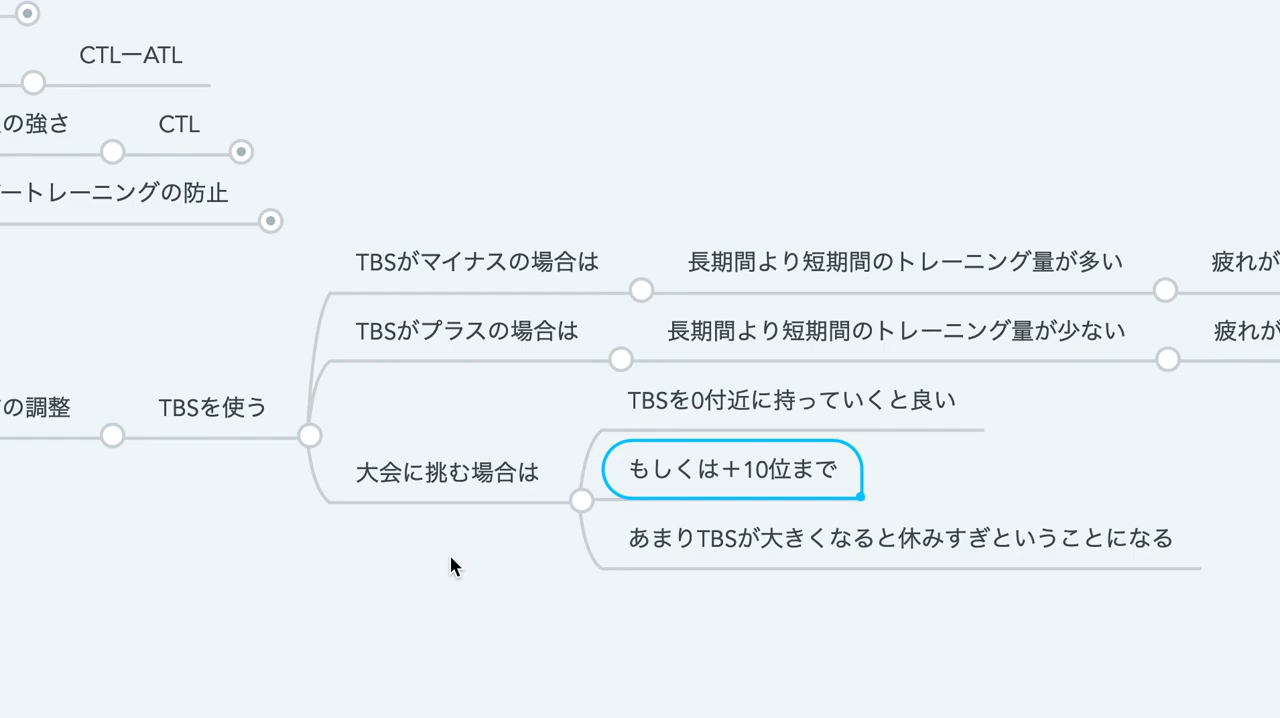 CTLーATL
の強さ
CTL
ートレーニングの防止
TBSがマイナスの場合は
長期間より短期間のトレーニング量が多い
疲れが
TBSがプラスの場合は
長期間より短期間のトレーニング量が少ない
疲れが
の調整
TBSを使う
TBSを0付近に持っていくと良い
大会に挑む場合は
もしくは＋10位まで
あまりTBSが大きくなると休みすぎということになる